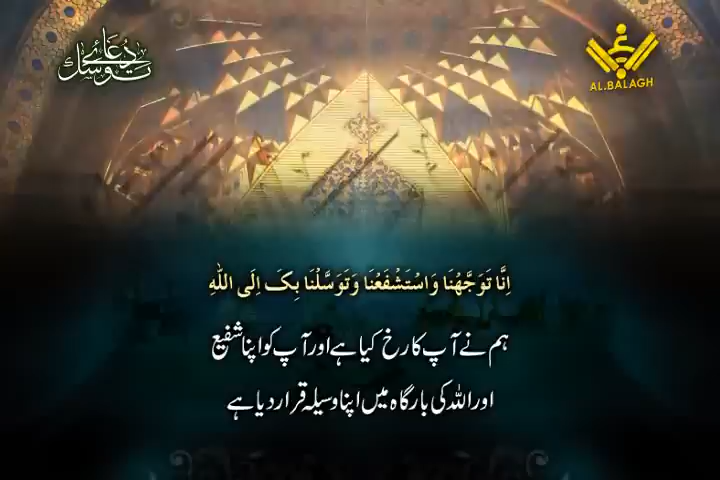 دعائے توسل
AL.BALAGH
اِنَّا تَوَجَّهْنَا وَاسْتَشْفَعْنَا وَتَوَسَّلْنَا بِکَ اِلَی اللّٰهِ
ہم نے آپ کا رخ کیا ہے اور آپ کو اپنا شفیع
اور اللہ کی بارگاہ میں اپنا وسیلہ قرار دیا ہے